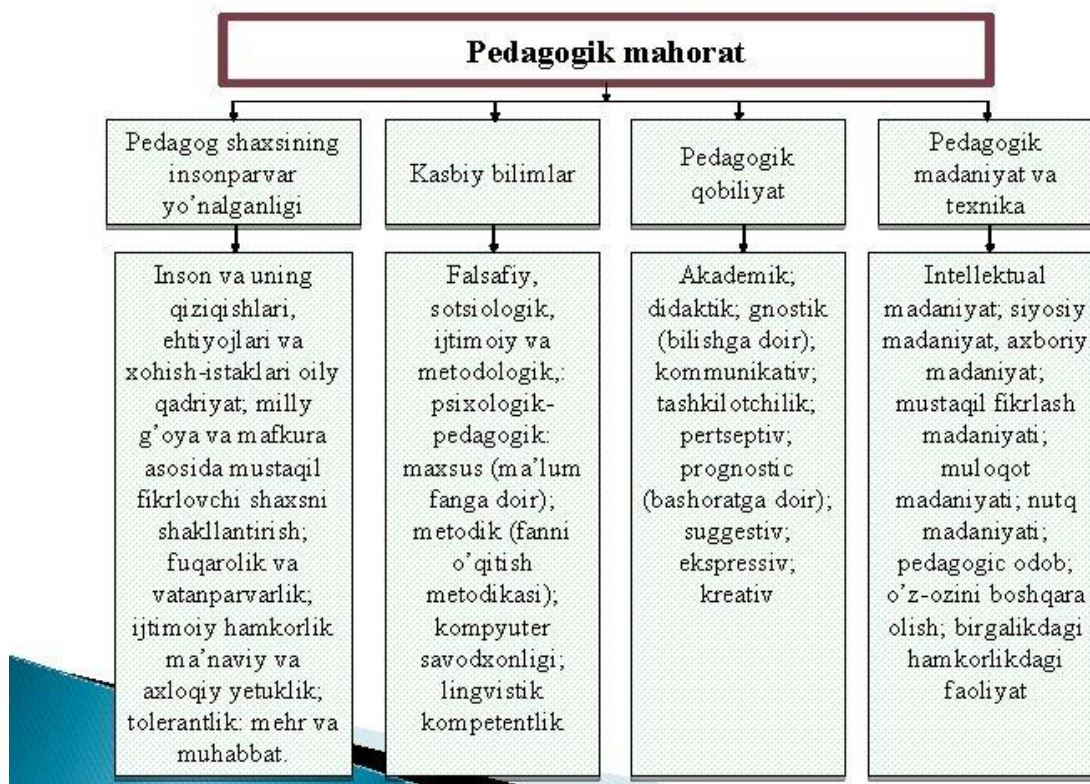 Pedagogik mahorat
Pedagog shaxsining
insonparvar
yo’nalganligi
Kasbiy bilimlar
Pedagogik
qobiliyat
Pedagogik
madaniyat va
texnika
Inson va uning
qiziqishlari,
ehtiyojlari va
xohish-istaklari oily
qadriyat; milly
g’oya va mafkura
asosida mustaqil
fikrlovchi shaxsni
shakllantirish;
fuqarolik va
vatanparvarlik;
ijtimoiy hamkorlik
ma’naviy va
axloqiy yetuklik;
tolerantlik: mehr va
muhabbat.
Falsafiy,
sotsiologik,
ijtimoiy va
metodologik,:
psixologik-
pedagogik:
maxsus (ma’lum
fanga doir);
metodik (fanni
o’qitish
metodikasi);
kompyuter
savodxonligi;
lingvistik
kompetentlik
Akademik;
didaktik; gnostik
(bilishga doir);
kommunikativ;
tashkilotchilik;
pertseptiv;
prognostic
(bashoratga doir);
suggestiv;
ekspressiv;
kreativ
Intellektual
madaniyat; siyosiy
madaniyat, axboriy
madaniyat;
mustaqil fikrlash
madaniyati;
muloqot
madaniyati; nutq
madaniyati;
pedagogic odob;
o’z-ozini boshqara
olish; birgalikdagi
hamkorlikdagi
faoliyat